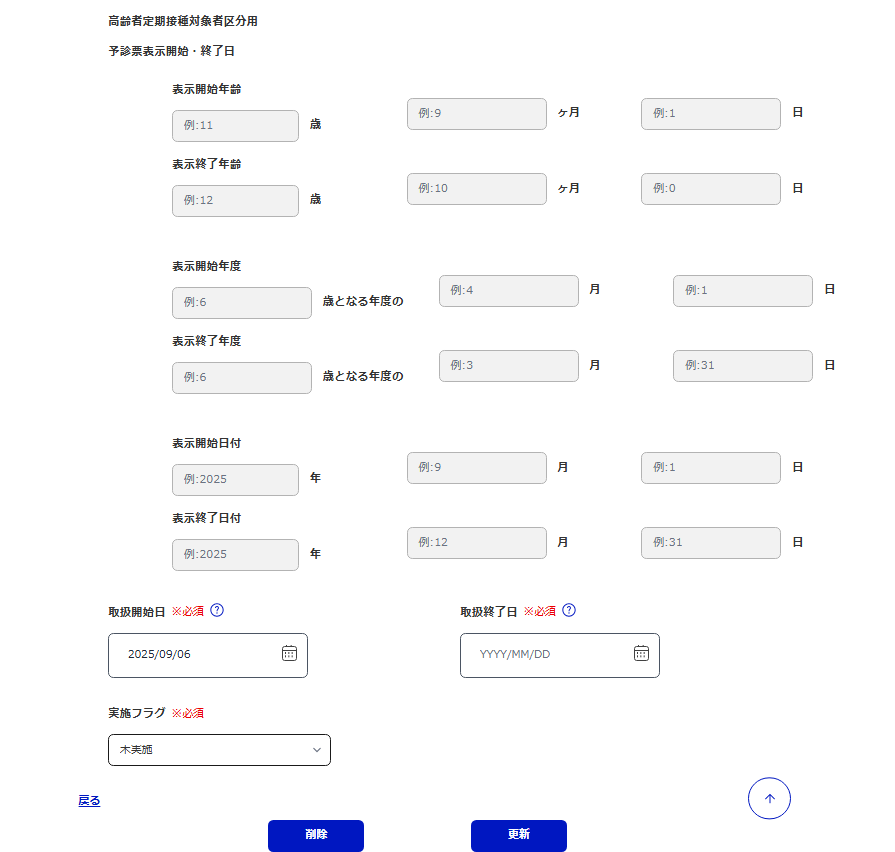 高齢者定期接種対象者区分用
予診票表示開始・終了日
表示開始年齢
例:11 歳 例:9 ヶ月 例:1 日
表示終了年齢
例:12 歳 例:10 ヶ月 例:0 日
表示開始年度
例:6 歳となる年度の 例:4 月 例:1 日
表示終了年度
例:6 歳となる年度の 例:3 月 例:31 日
表示開始日付
例:2025 年 例:9 月 例:1 日
表示終了日付
例:2025 年 例:12 月 例:31 日
取扱開始日 ※必須 ? 取扱終了日 ※必須 ?
2025/09/06 YYYY/MM/DD
実施フラグ ※必須
未実施
戻る
削除 更新